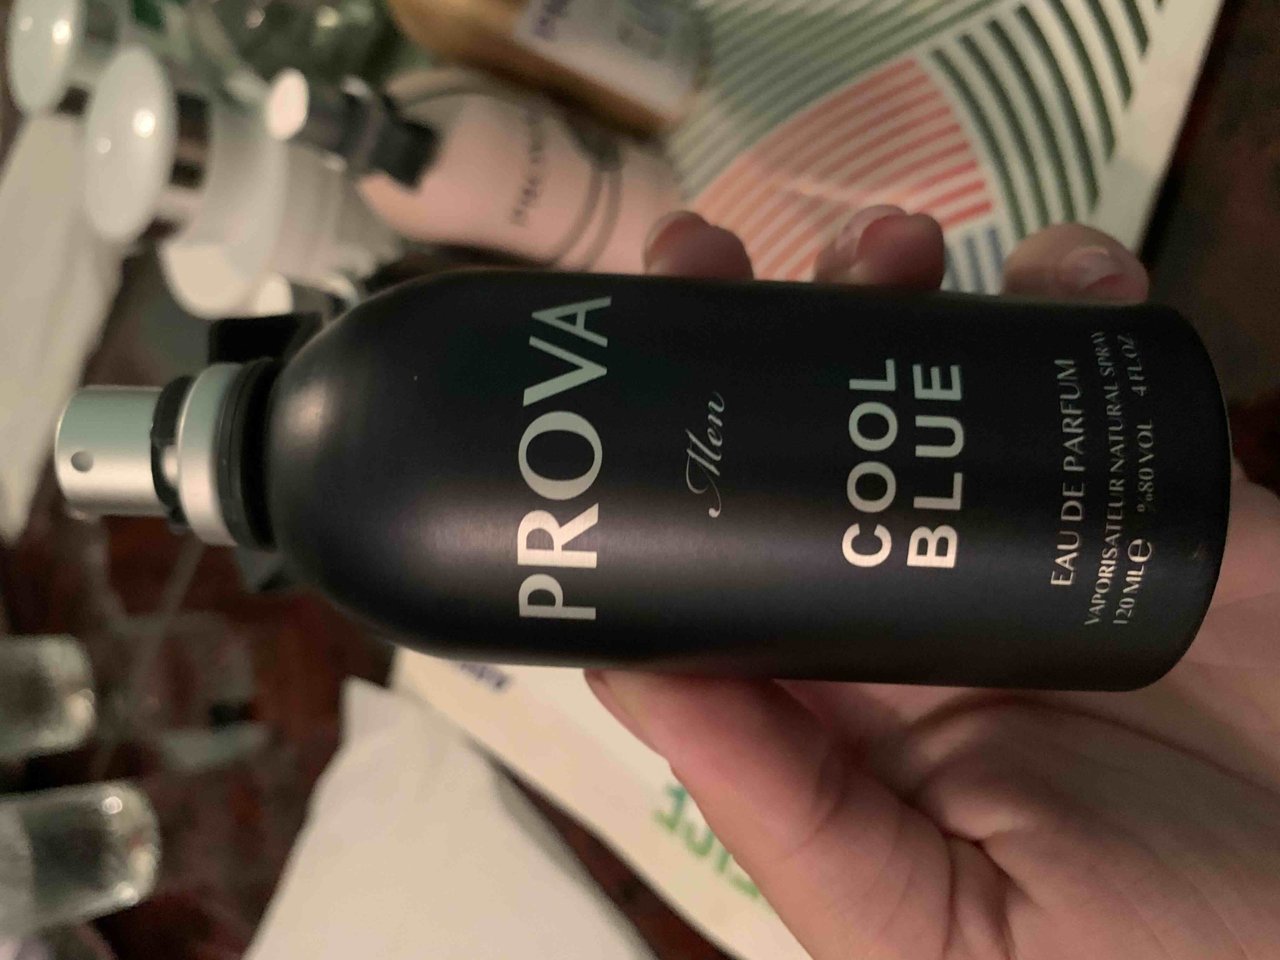 PROVA
Men
COOL
BLUE
EAU DE PARFUM
VAPORISATEUR NATURAL SPRAY
120 ML e %80 VOL 4 FL.OZ